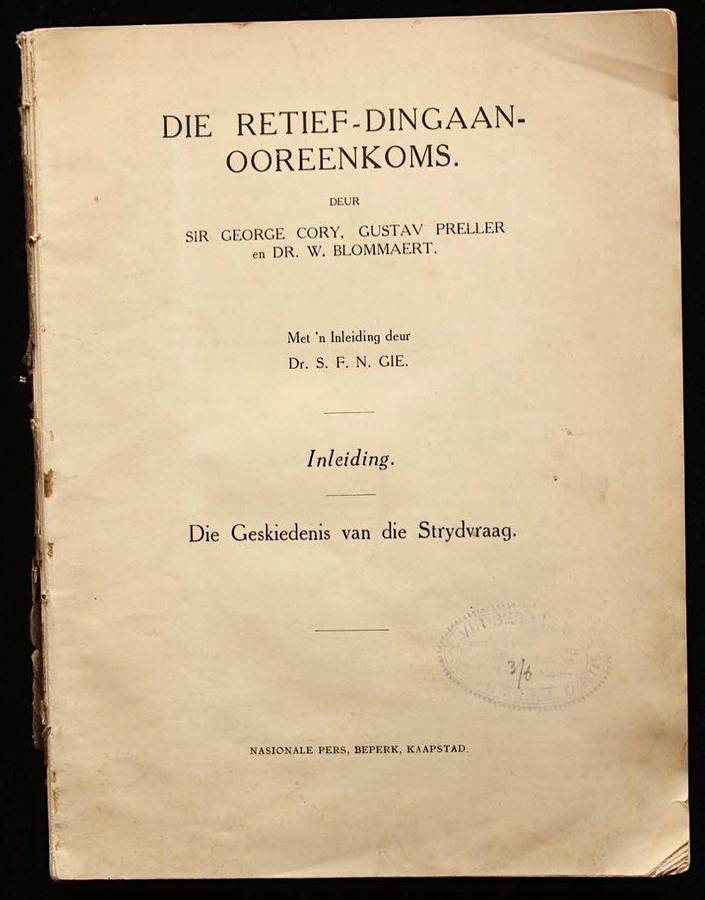 DIE RETIEF-DINGAAN-
OOREENKOMS.
DEUR
SIR GEORGE CORY, GUSTAV PRELLER
en DR. W. BLOMMAERT.
Met 'n Inleiding deur
Dr. S. F. N. GIE.
Inleiding.
Die Geskiedenis van die Strydvraag.
3/6
NASIONALE PERS, BEPERK, KAAPSTAD.